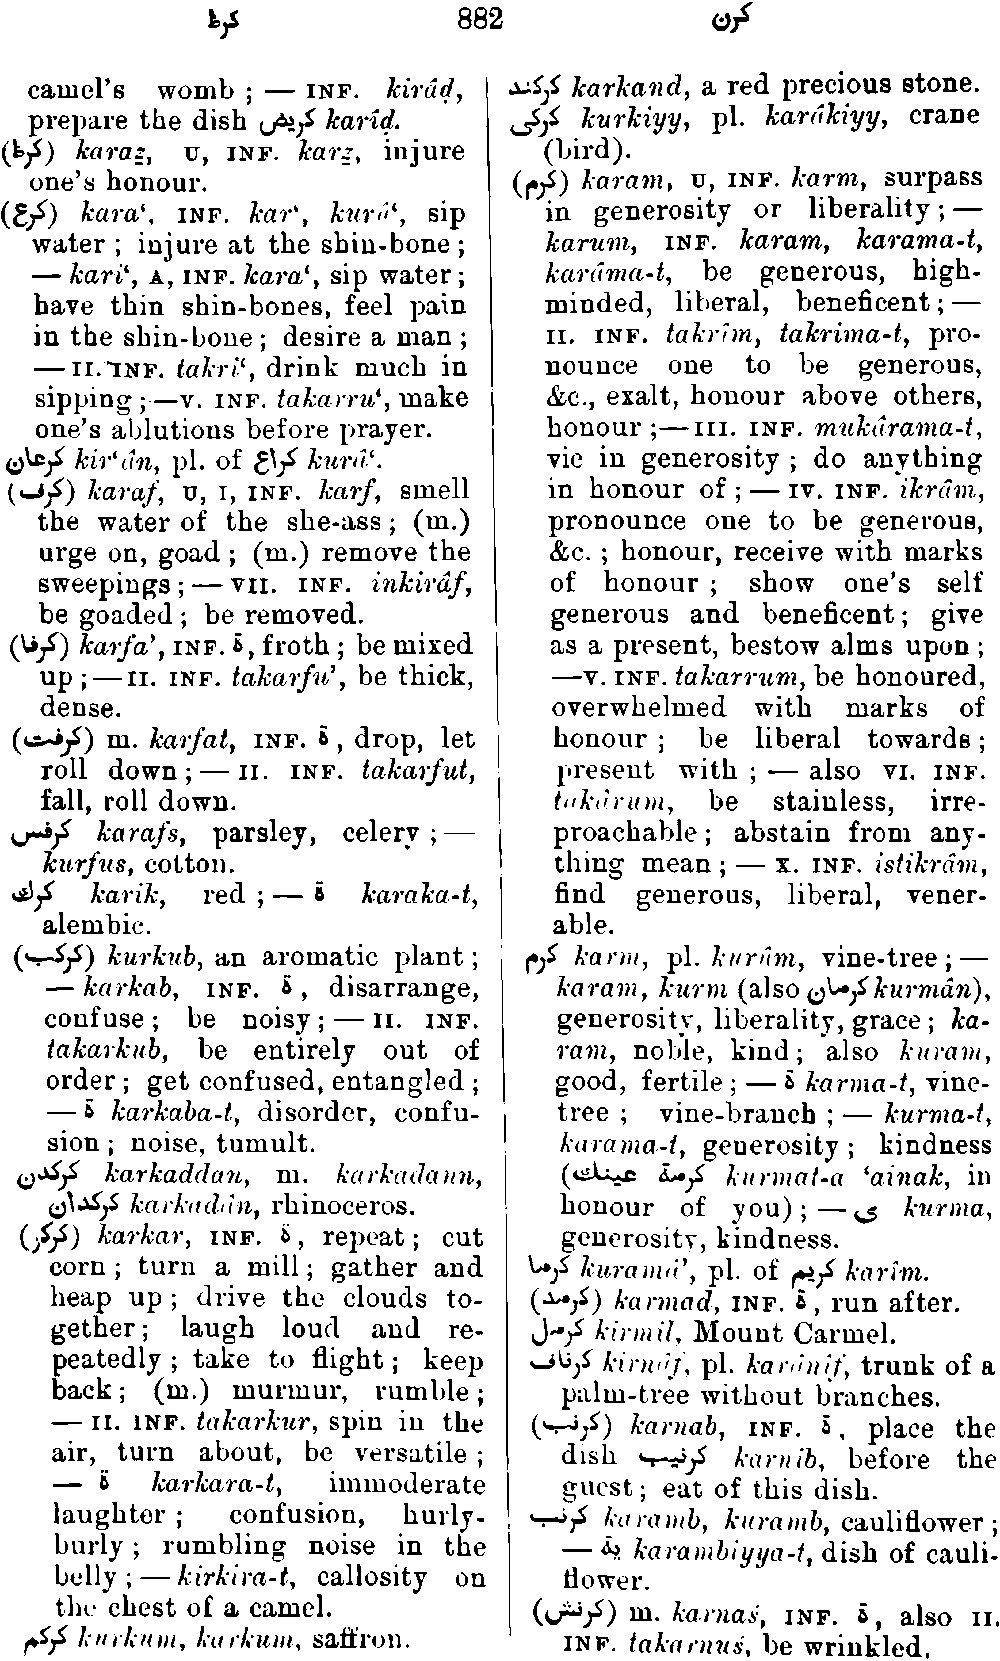 كرظ 882 كرن
camel's womb ; — INF. kirâḍ,
prepare the dish كريض karîḍ.
(كرظ) karaẓ, U, INF. karẓ, injure
one's honour.
(كرع) kara‘, INF. kar‘, kurû‘, sip
water ; injure at the shin-bone ;
— kari‘, A, INF. kara‘, sip water ;
have thin shin-bones, feel pain
in the shin-bone ; desire a man ;
— II. INF. takrî‘, drink much in
sipping ; —V. INF. takarru‘, make
one's ablutions before prayer.
كرعان kir‘ân, pl. of كراع kurâ‘.
(كرف) karaf, U, I, INF. karf, smell
the water of the she-ass ; (m.)
urge on, goad ; (m.) remove the
sweepings ; — VII. INF. inkirâf,
be goaded ; be removed.
(كرفا) karfa’, INF. ة, froth ; be mixed
up ; — II. INF. takarfu’, be thick,
dense.
(كرفت) m. karfat, INF. ة, drop, let
roll down ; — II. INF. takarfut,
fall, roll down.
كرفس karafs, parsley, celery ; —
kurfus, cotton.
كرك karik, red ; — ة karaka-t,
alembic.
(كركب) kurkub, an aromatic plant ;
— karkab, INF. ة, disarrange,
confuse ; be noisy ; — II. INF.
takarkub, be entirely out of
order ; get confused, entangled ;
— ة karkaba-t, disorder, confu-
sion ; noise, tumult.
كركدن karkaddan, m. karkadann,
كركدان karkadân, rhinoceros.
(كركر) karkar, INF. ة, repeat ; cut
corn ; turn a mill ; gather and
heap up ; drive the clouds to-
gether ; laugh loud and re-
peatedly ; take to flight ; keep
back ; (m.) murmur, rumble ;
— II. INF. takarkur, spin in the
air, turn about, be versatile ;
— ة karkara-t, immoderate
laughter ; confusion, hurly-
burly ; rumbling noise in the
belly ; — kirkira-t, callosity on
the chest of a camel.
كركم kurkum, karkum, saffron.
كركند karkand, a red precious stone.
كركى kurkiyy, pl. karâkiyy, crane
(bird).
(كرم) karam, U, INF. karm, surpass
in generosity or liberality ; —
karum, INF. karam, karama-t,
karâma-t, be generous, high-
minded, liberal, beneficent ; —
II. INF. takrîm, takrima-t, pro-
nounce one to be generous,
&c., exalt, honour above others,
honour ; — III. INF. mukârama-t,
vie in generosity ; do anything
in honour of ; — IV. INF. ikrâm,
pronounce one to be generous,
&c. ; honour, receive with marks
of honour ; show one's self
generous and beneficent ; give
as a present, bestow alms upon ;
—V. INF. takarrum, be honoured,
overwhelmed with marks of
honour ; be liberal towards ;
present with ; — also VI. INF.
takârum, be stainless, irre-
proachable ; abstain from any-
thing mean ; — X. INF. istikrâm,
find generous, liberal, vener-
able.
كرم karm, pl. kurûm, vine-tree ; —
karam, kurm (also كرمان kurmân),
generosity, liberality, grace ; ka-
ram, noble, kind ; also kuram,
good, fertile ; — ة karma-t, vine-
tree ; vine-branch ; — kurma-t,
karama-t, generosity ; kindness
(كرمة عينك kurmat-a ‘ainak, in
honour of you) ; — ى kurma,
generosity, kindness.
كرما kuramâ’, pl. of كريم karîm.
(كرمد) karmad, INF. ة, run after.
كرمل kirmil, Mount Carmel.
كرناف kirnâf, pl. karânîf, trunk of a
palm-tree without branches.
(كرنب) karnab, INF. ة, place the
dish كرنيب karnîb, before the
guest ; eat of this dish.
كرنب karamb, kuramb, cauliflower ;
— ية karambiyya-t, dish of cauli-
flower.
(كرنش) m. karnaś, INF. ة, also II.
INF. takarnuś, be wrinkled.